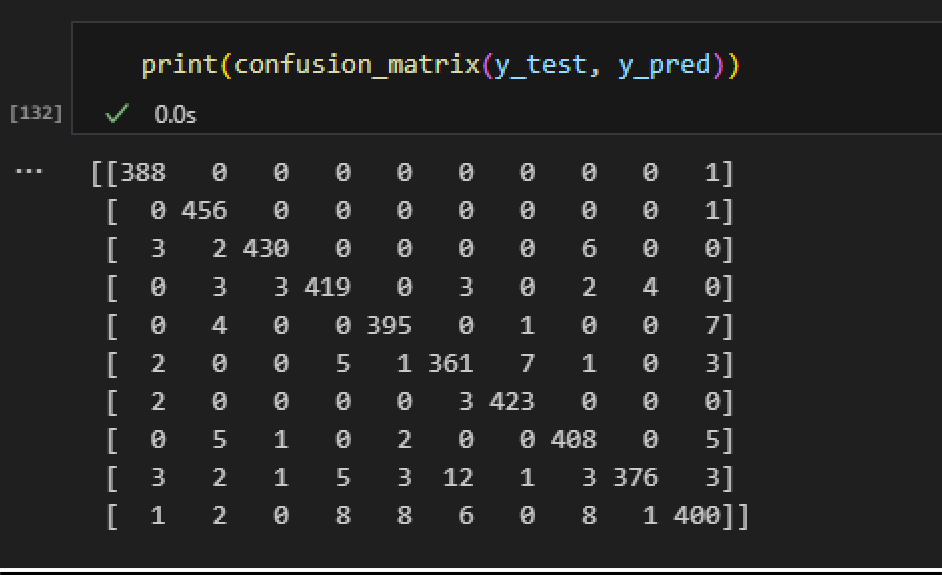 print(confusion_matrix(y_test, y_pred))
[132] 0.0s
... [[388 0 0 0 0 0 0 0 0 1]
[ 0 456 0 0 0 0 0 0 0 1]
[ 3 2 430 0 0 0 0 6 0 0]
[ 0 3 3 419 0 3 0 2 4 0]
[ 0 4 0 0 395 0 1 0 0 7]
[ 2 0 0 5 1 361 7 1 0 3]
[ 2 0 0 0 0 3 423 0 0 0]
[ 0 5 1 0 2 0 0 408 0 5]
[ 3 2 1 5 3 12 1 3 376 3]
[ 1 2 0 8 8 6 0 8 1 400]]